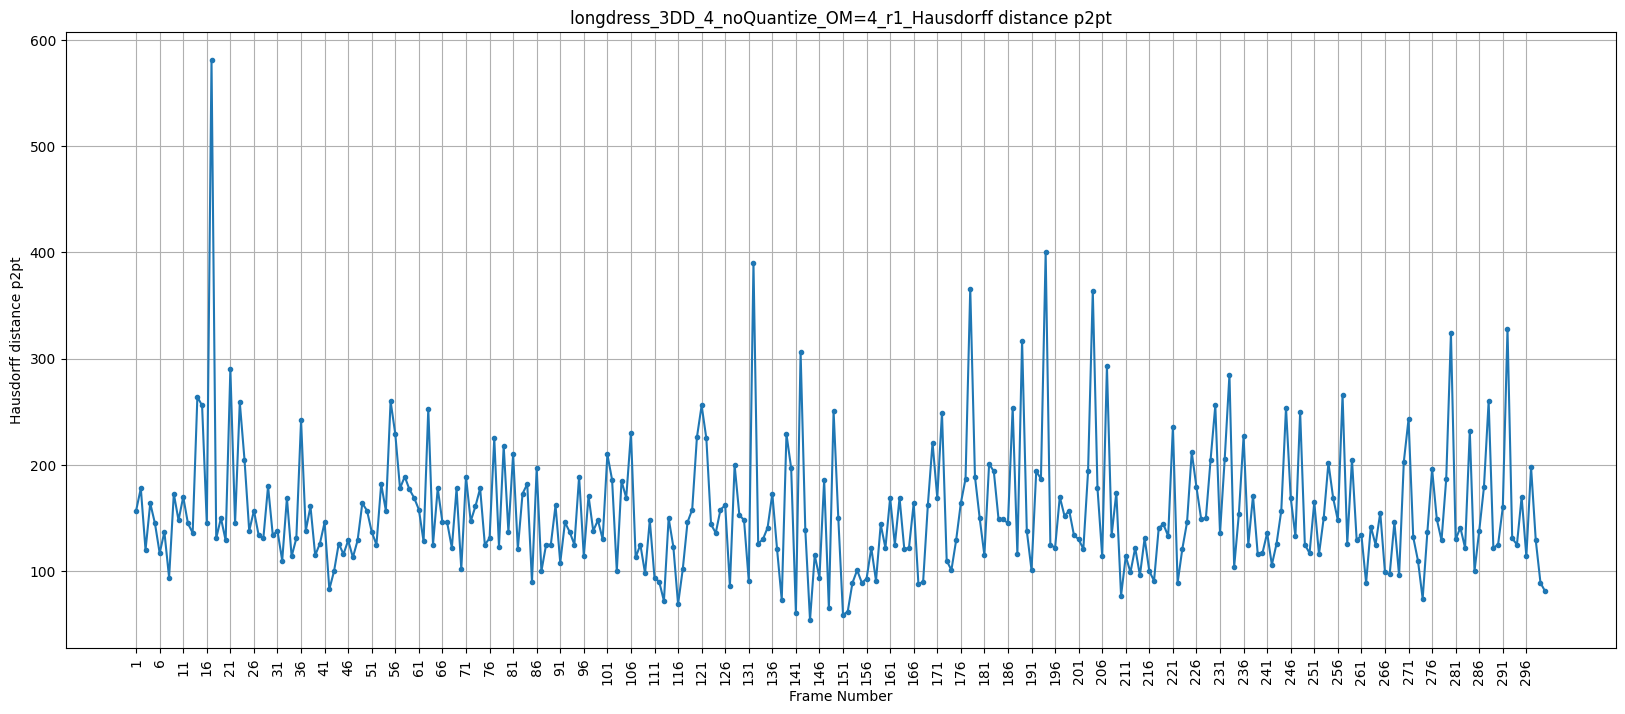 longdress_3DD_4_noQuantize_OM=4_r1_Hausdorff distance p2pt
Hausdorff distance p2pt
600
500
400
300
200
100
1 6 11 16 21 26 31 36 41 46 51 56 61 66 71 76 81 86 91 96 101 106 111 116 121 126 131 136 141 146 151 156 161 166 171 176 181 186 191 196 201 206 211 216 221 226 231 236 241 246 251 256 261 266 271 276 281 286 291 296
Frame Number